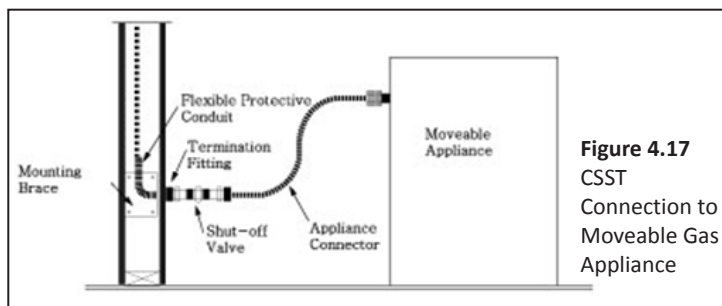 Flexible Protective
Conduit
Termination
Fitting
Mounting
Brace
Shut-off
Valve
Appliance
Connector
Moveable
Appliance
Figure 4.17
CSST
Connection to
Moveable Gas
Appliance